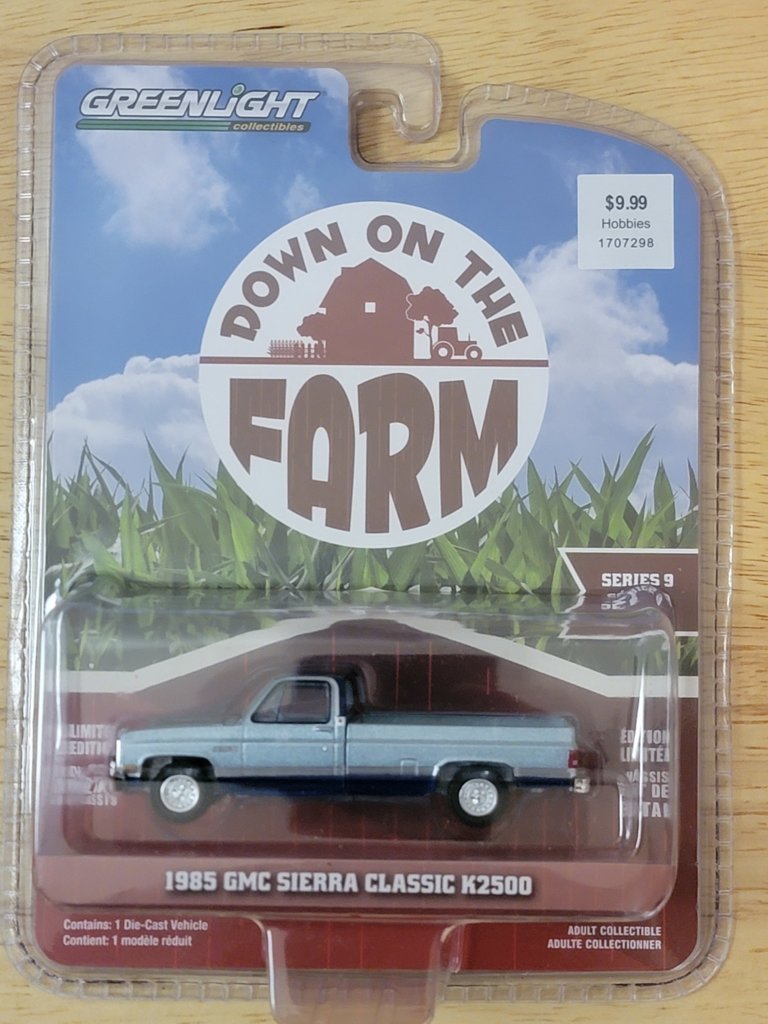 GREENLIGHT
collectibles
$9.99
Hobbies
1707298
DOWN ON THE
FARM
SERIES 9
1985 GMC SIERRA CLASSIC K2500
Contains: 1 Die-Cast Vehicle
Contient: 1 modèle réduit
ADULT COLLECTIBLE
ADULTE COLLECTIONNER